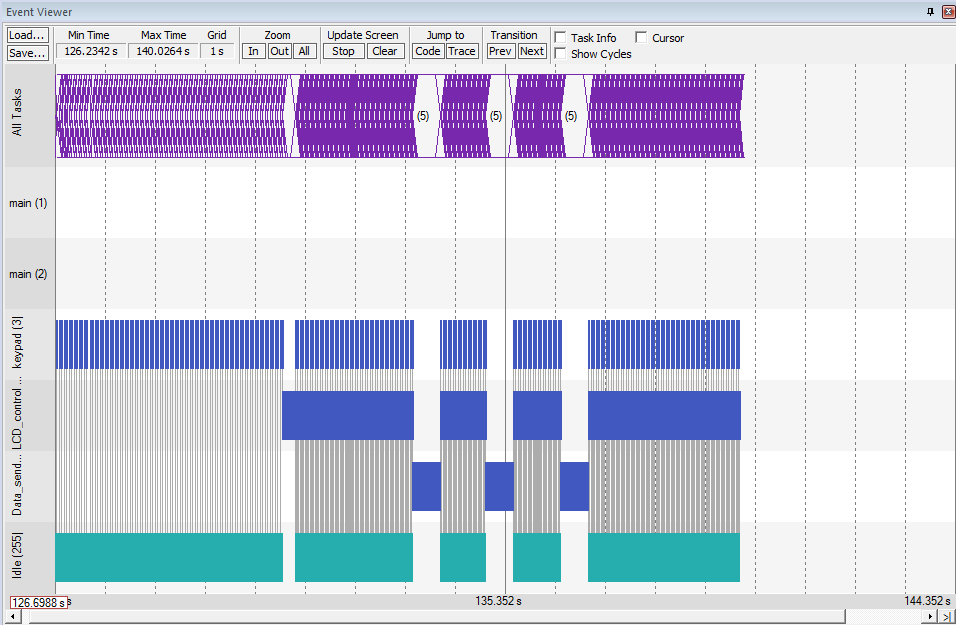 Event Viewer
Load... Min Time Max Time Grid Zoom Update Screen Jump to Transition Task Info Cursor
Save... 126.2342 s 140.0264 s 1 s In Out All Stop Clear Code Trace Prev Next Show Cycles
All Tasks
(5) (5) (5)
main (1)
main (2)
keypad (3)
LCD_control ...
Data_send...
Idle (255)
126.6988 s s 135.352 s 144.352 s